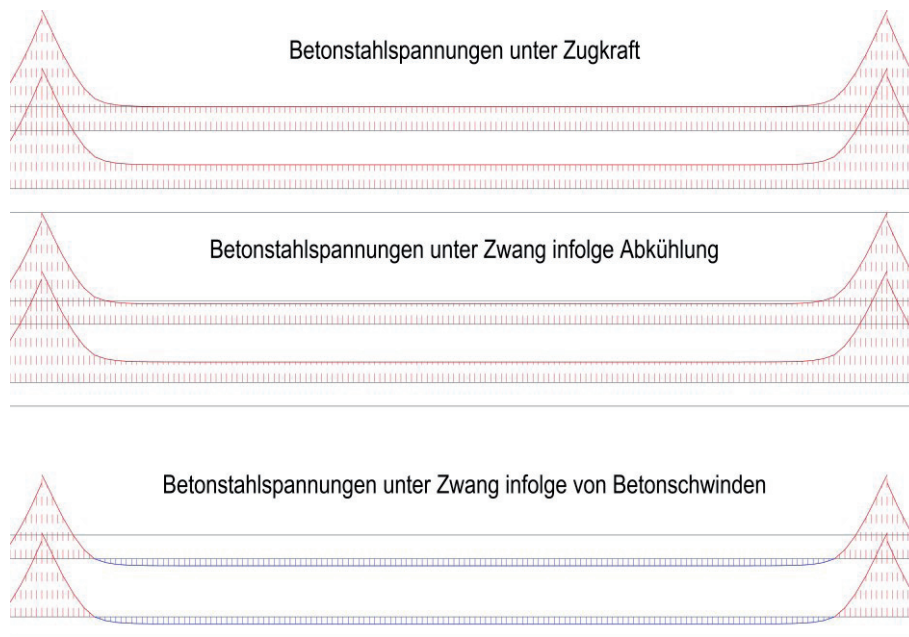 Betonstahlspannungen unter Zugkraft
Betonstahlspannungen unter Zwang infolge Abkühlung
Betonstahlspannungen unter Zwang infolge von Betonschwinden